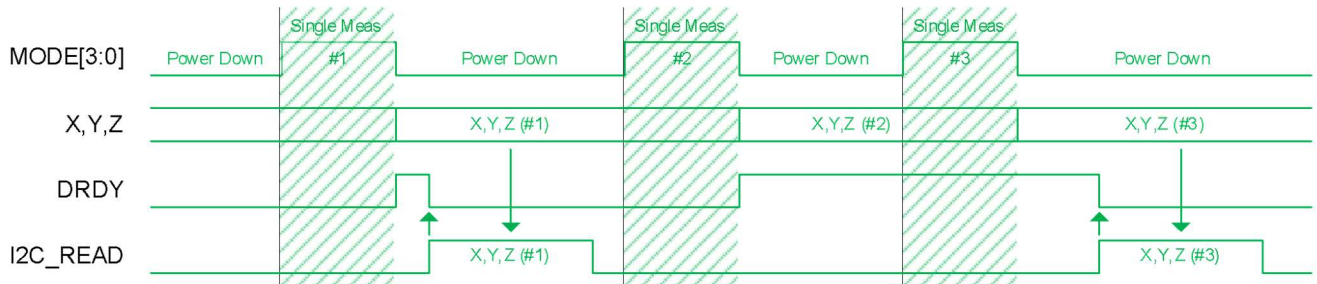 Single Meas Single Meas Single Meas
MODE[3:0] Power Down #1 Power Down #2 Power Down #3 Power Down
X,Y,Z X,Y,Z (#1) X,Y,Z (#2) X,Y,Z (#3)
DRDY
I2C_READ X,Y,Z (#1) X,Y,Z (#3)